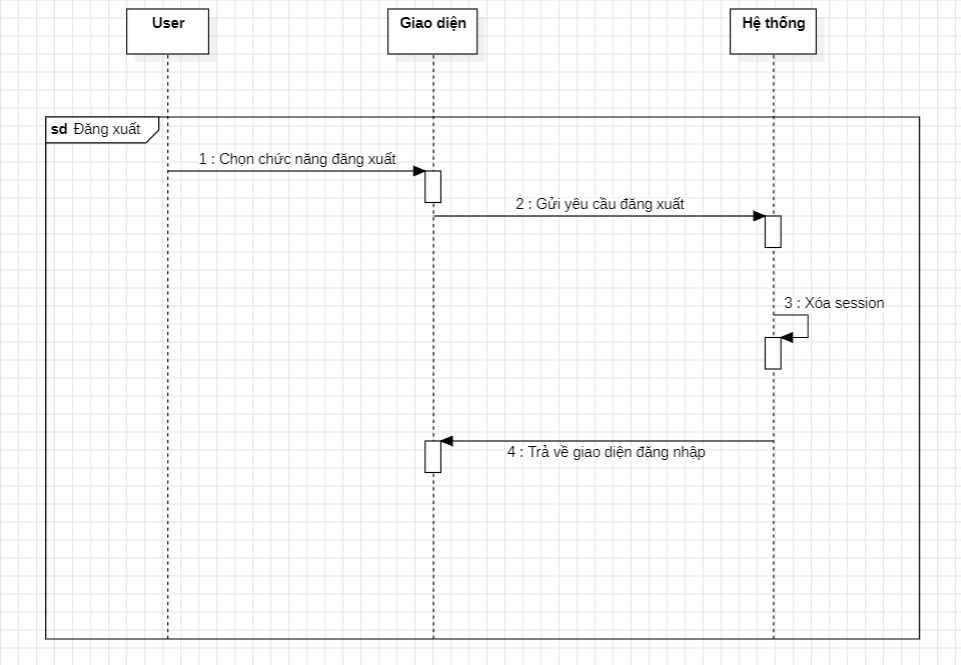 User
Giao diện
Hệ thống
sd Đăng xuất
1 : Chọn chức năng đăng xuất
2 : Gửi yêu cầu đăng xuất
3 : Xóa session
4 : Trả về giao diện đăng nhập